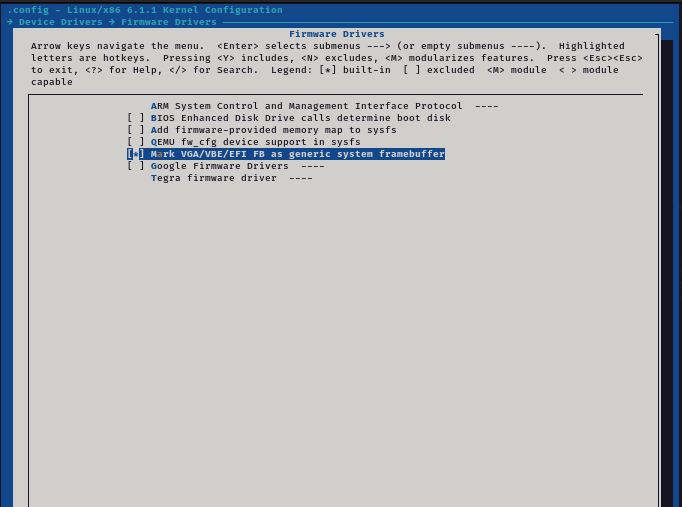 .config - Linux/x86 6.1.1 Kernel Configuration
→ Device Drivers → Firmware Drivers
Firmware Drivers
Arrow keys navigate the menu.  <Enter> selects submenus ---> (or empty submenus ----).  Highlighted
letters are hotkeys.  Pressing <Y> includes, <N> excludes, <M> modularizes features.  Press <Esc><Esc>
to exit, <?> for Help, </> for Search.  Legend: [*] built-in  [ ] excluded  <M> module  < > module
capable
ARM System Control and Management Interface Protocol  ----
[ ] BIOS Enhanced Disk Drive calls determine boot disk
[ ] Add firmware-provided memory map to sysfs
[ ] QEMU fw_cfg device support in sysfs
[*] Mark VGA/VBE/EFI FB as generic system framebuffer
[ ] Google Firmware Drivers  ----
Tegra firmware driver  ----